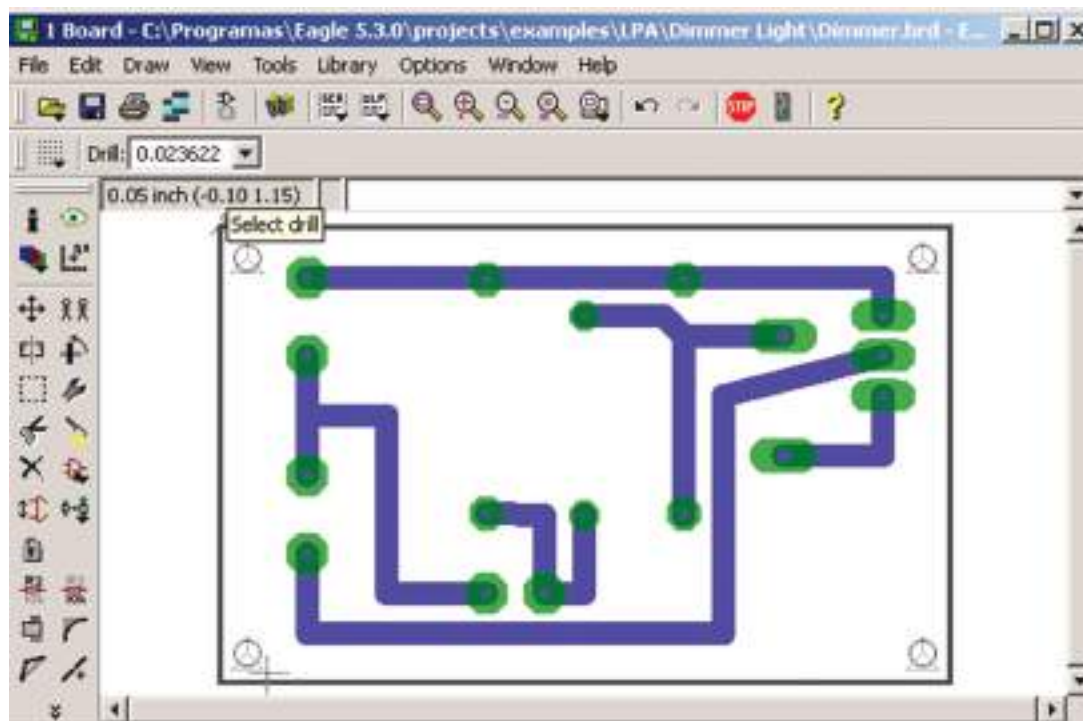 1 Board - C:\Programas\Eagle 5.3.0\projects\examples\LPA\Dimmer Light\Dimmer.brd - E...
File Edit Draw View Tools Library Options Window Help
STOP
Drill: 0.023622
0.05 inch (-0.10 1.15)
Select drill